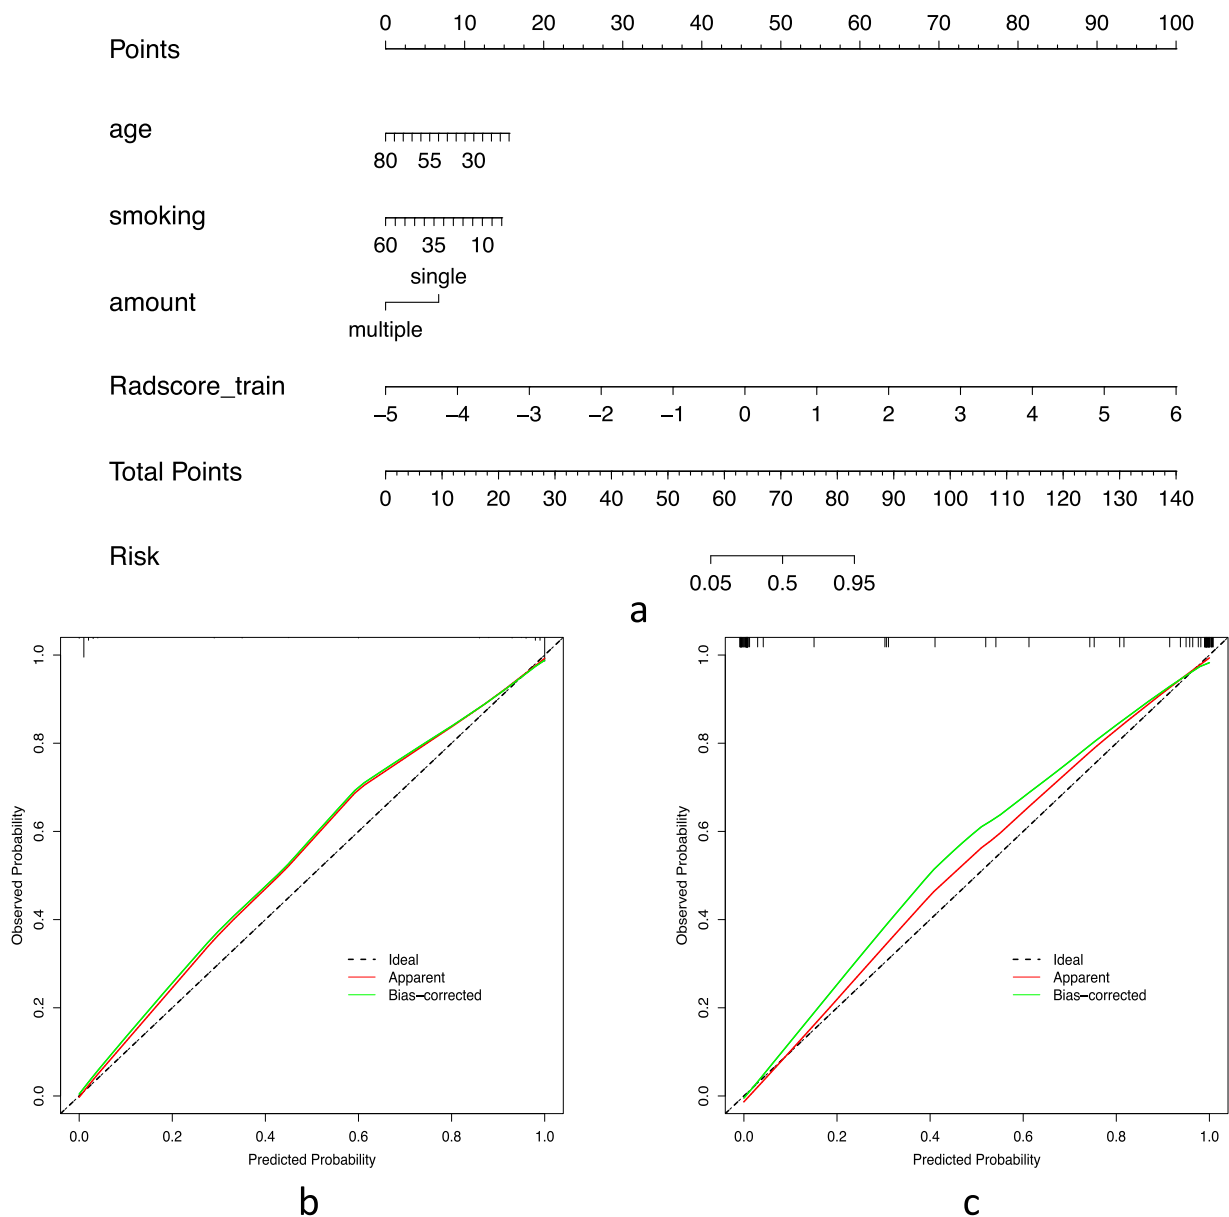 0 10 20 30 40 50 60 70 80 90 100
Points
age
80 55 30
smoking
60 35 10
single
amount
multiple
Radscore_train
−5 −4 −3 −2 −1 0 1 2 3 4 5 6
Total Points
0 10 20 30 40 50 60 70 80 90 100 110 120 130 140
Risk
0.05 0.5 0.95
a
1.0
0.8
0.6
0.4
0.2
0.0
Observed Probability
Ideal
Apparent
Bias−corrected
0.0 0.2 0.4 0.6 0.8 1.0
Predicted Probability
b
1.0
0.8
0.6
0.4
0.2
0.0
Observed Probability
Ideal
Apparent
Bias−corrected
0.0 0.2 0.4 0.6 0.8 1.0
Predicted Probability
c